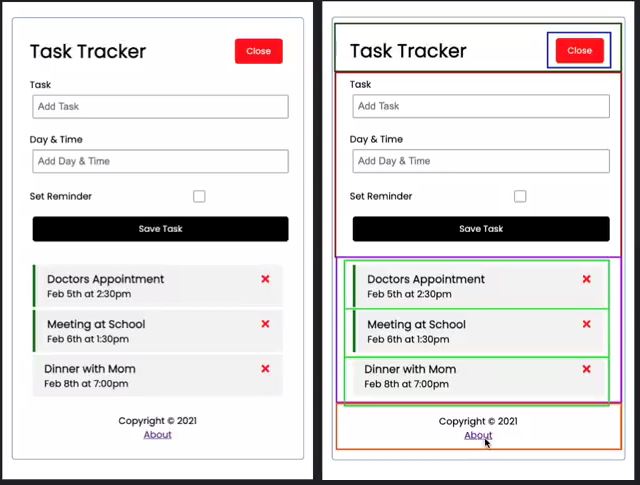 Task Tracker
Close
Task
Add Task
Day & Time
Add Day & Time
Set Reminder
Save Task
Doctors Appointment
Feb 5th at 2:30pm
Meeting at School
Feb 6th at 1:30pm
Dinner with Mom
Feb 8th at 7:00pm
Copyright © 2021
About
Task Tracker
Close
Task
Add Task
Day & Time
Add Day & Time
Set Reminder
Save Task
Doctors Appointment
Feb 5th at 2:30pm
Meeting at School
Feb 6th at 1:30pm
Dinner with Mom
Feb 8th at 7:00pm
Copyright © 2021
About